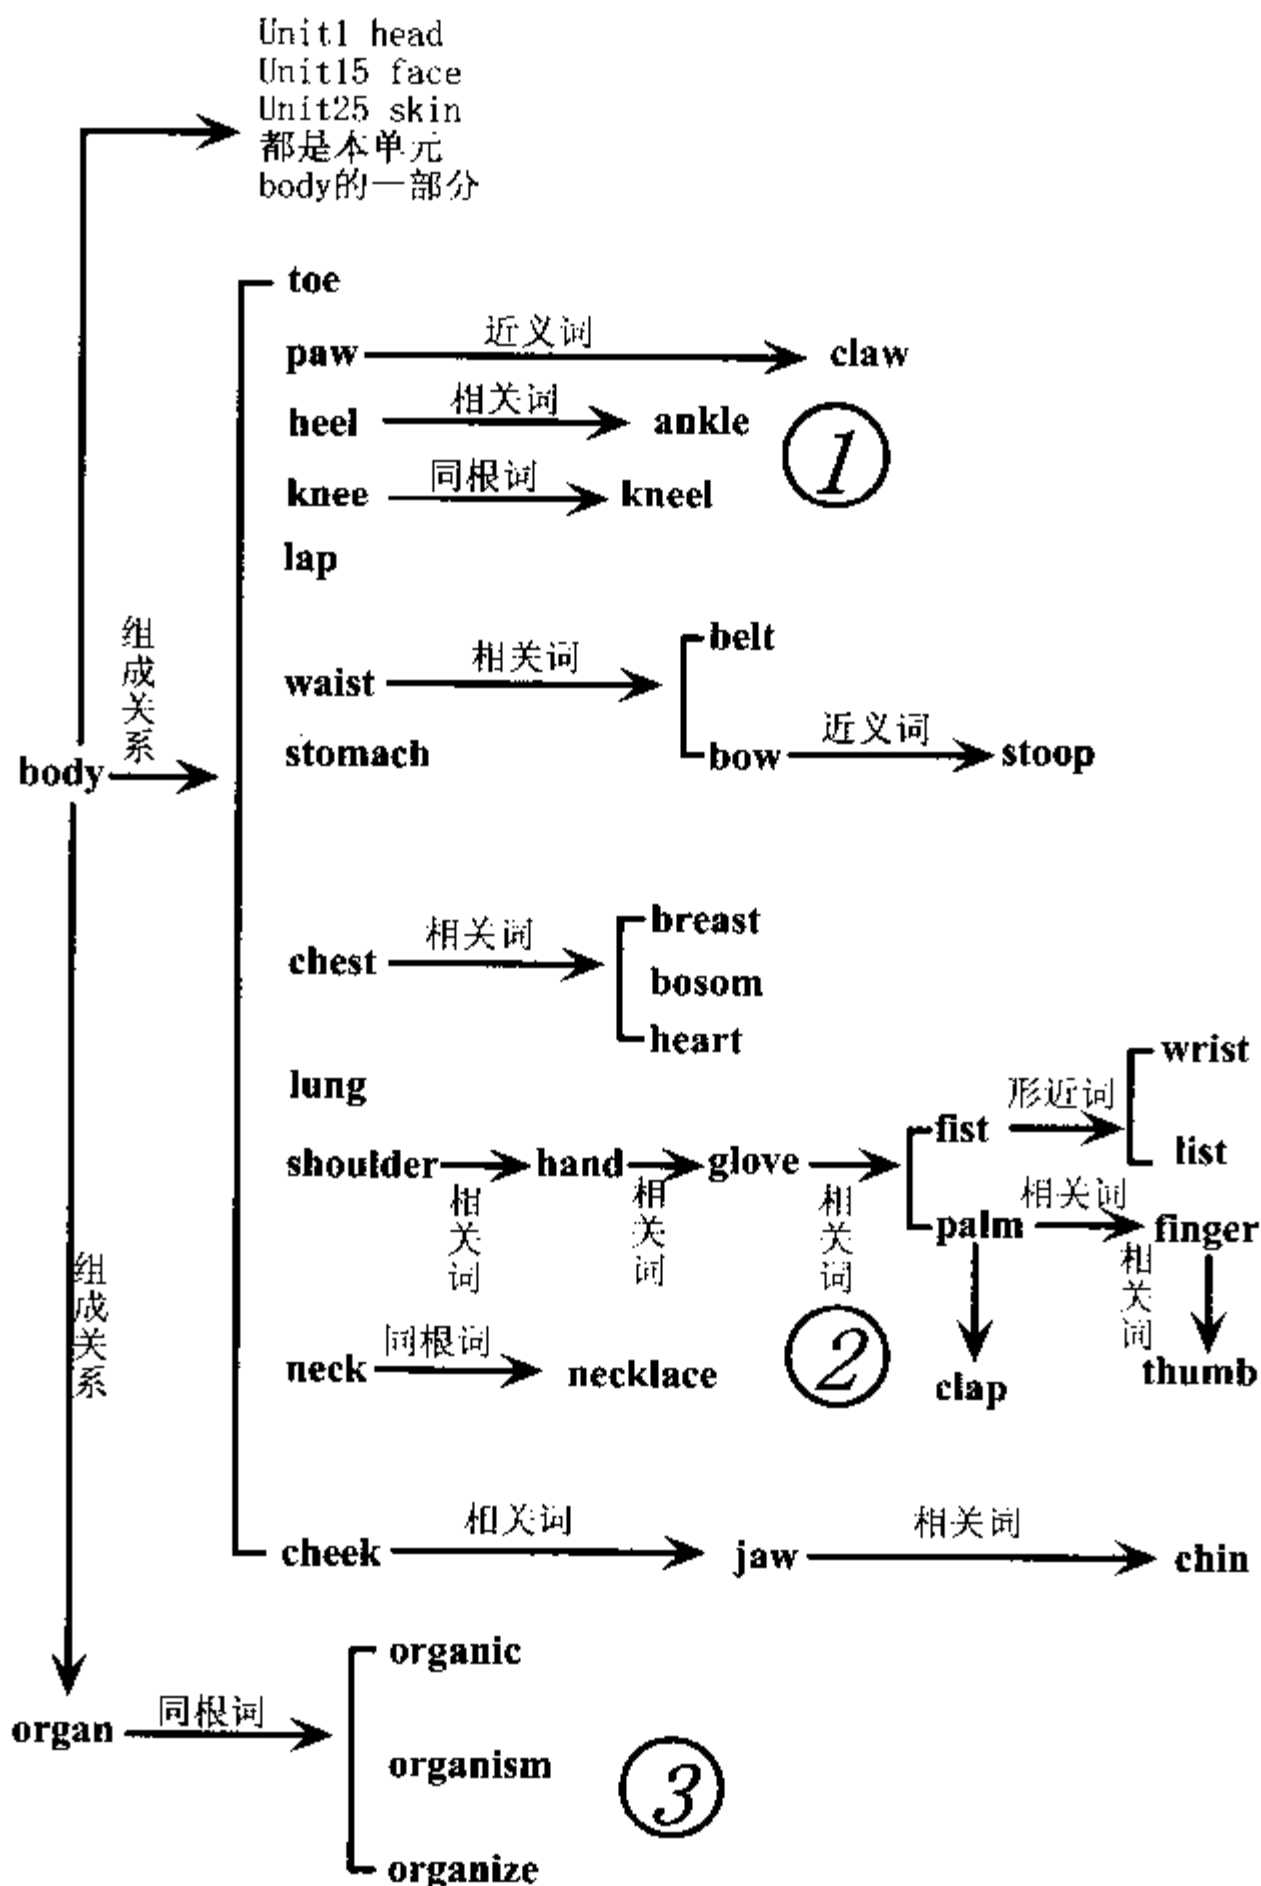 Unit1 head
Unit15 face
Unit25 skin
都是本单元
body的一部分
toe
paw 近义词 claw
heel 相关词 ankle
①
knee 同根词 kneel
lap
组成关系
waist 相关词 belt
bow 近义词 stoop
stomach
body
chest 相关词 breast
bosom
heart
lung
shoulder 相关词 hand 相关词 glove 相关词 fist 形近词 wrist
list
palm 相关词 finger 相关词 thumb
clap
组成关系
neck 同根词 necklace
②
cheek 相关词 jaw 相关词 chin
organ 同根词 organic
organism
③
organize